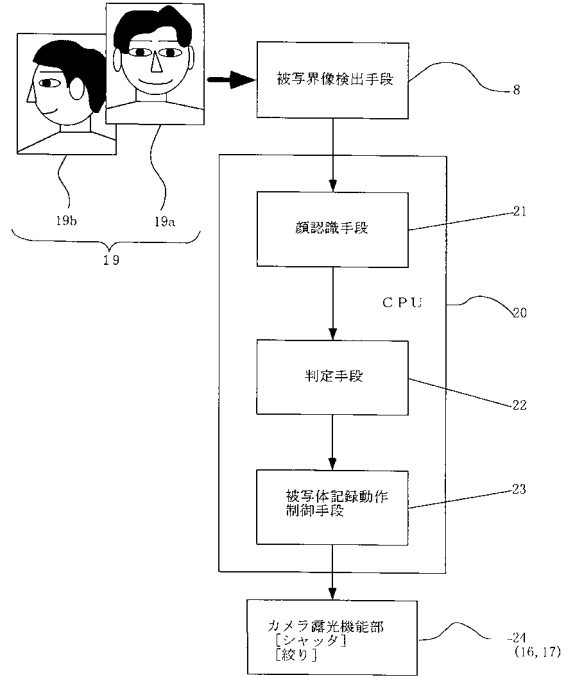 被写界像検出手段
8
19b
19a
19
顔認識手段
21
CPU
20
判定手段
22
被写体記録動作
制御手段
23
カメラ露光機能部
[シャッタ]
[絞り]
24
(16, 17)